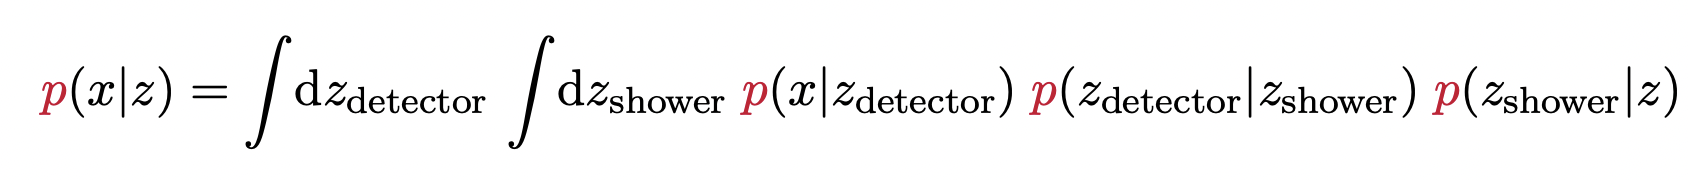 p(x|z) = ∫ dz_detector ∫ dz_shower p(x|z_detector) p(z_detector|z_shower) p(z_shower|z)